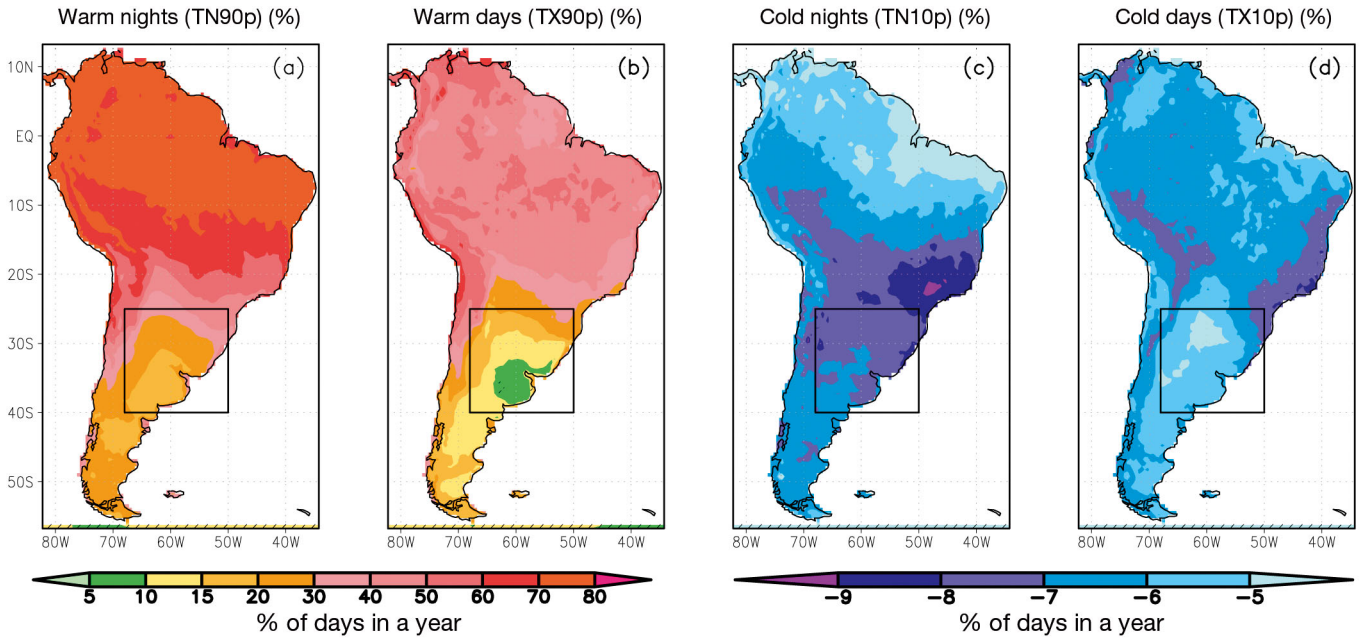 Warm nights (TN90p) (%)
Warm days (TX90p) (%)
Cold nights (TN10p) (%)
Cold days (TX10p) (%)
(a)
(b)
(c)
(d)
10N
EQ
10S
20S
30S
40S
50S
80W 70W 60W 50W 40W
80W 70W 60W 50W 40W
80W 70W 60W 50W 40W
80W 70W 60W 50W 40W
5 10 15 20 30 40 50 60 70 80
% of days in a year
−9 −8 −7 −6 −5
% of days in a year